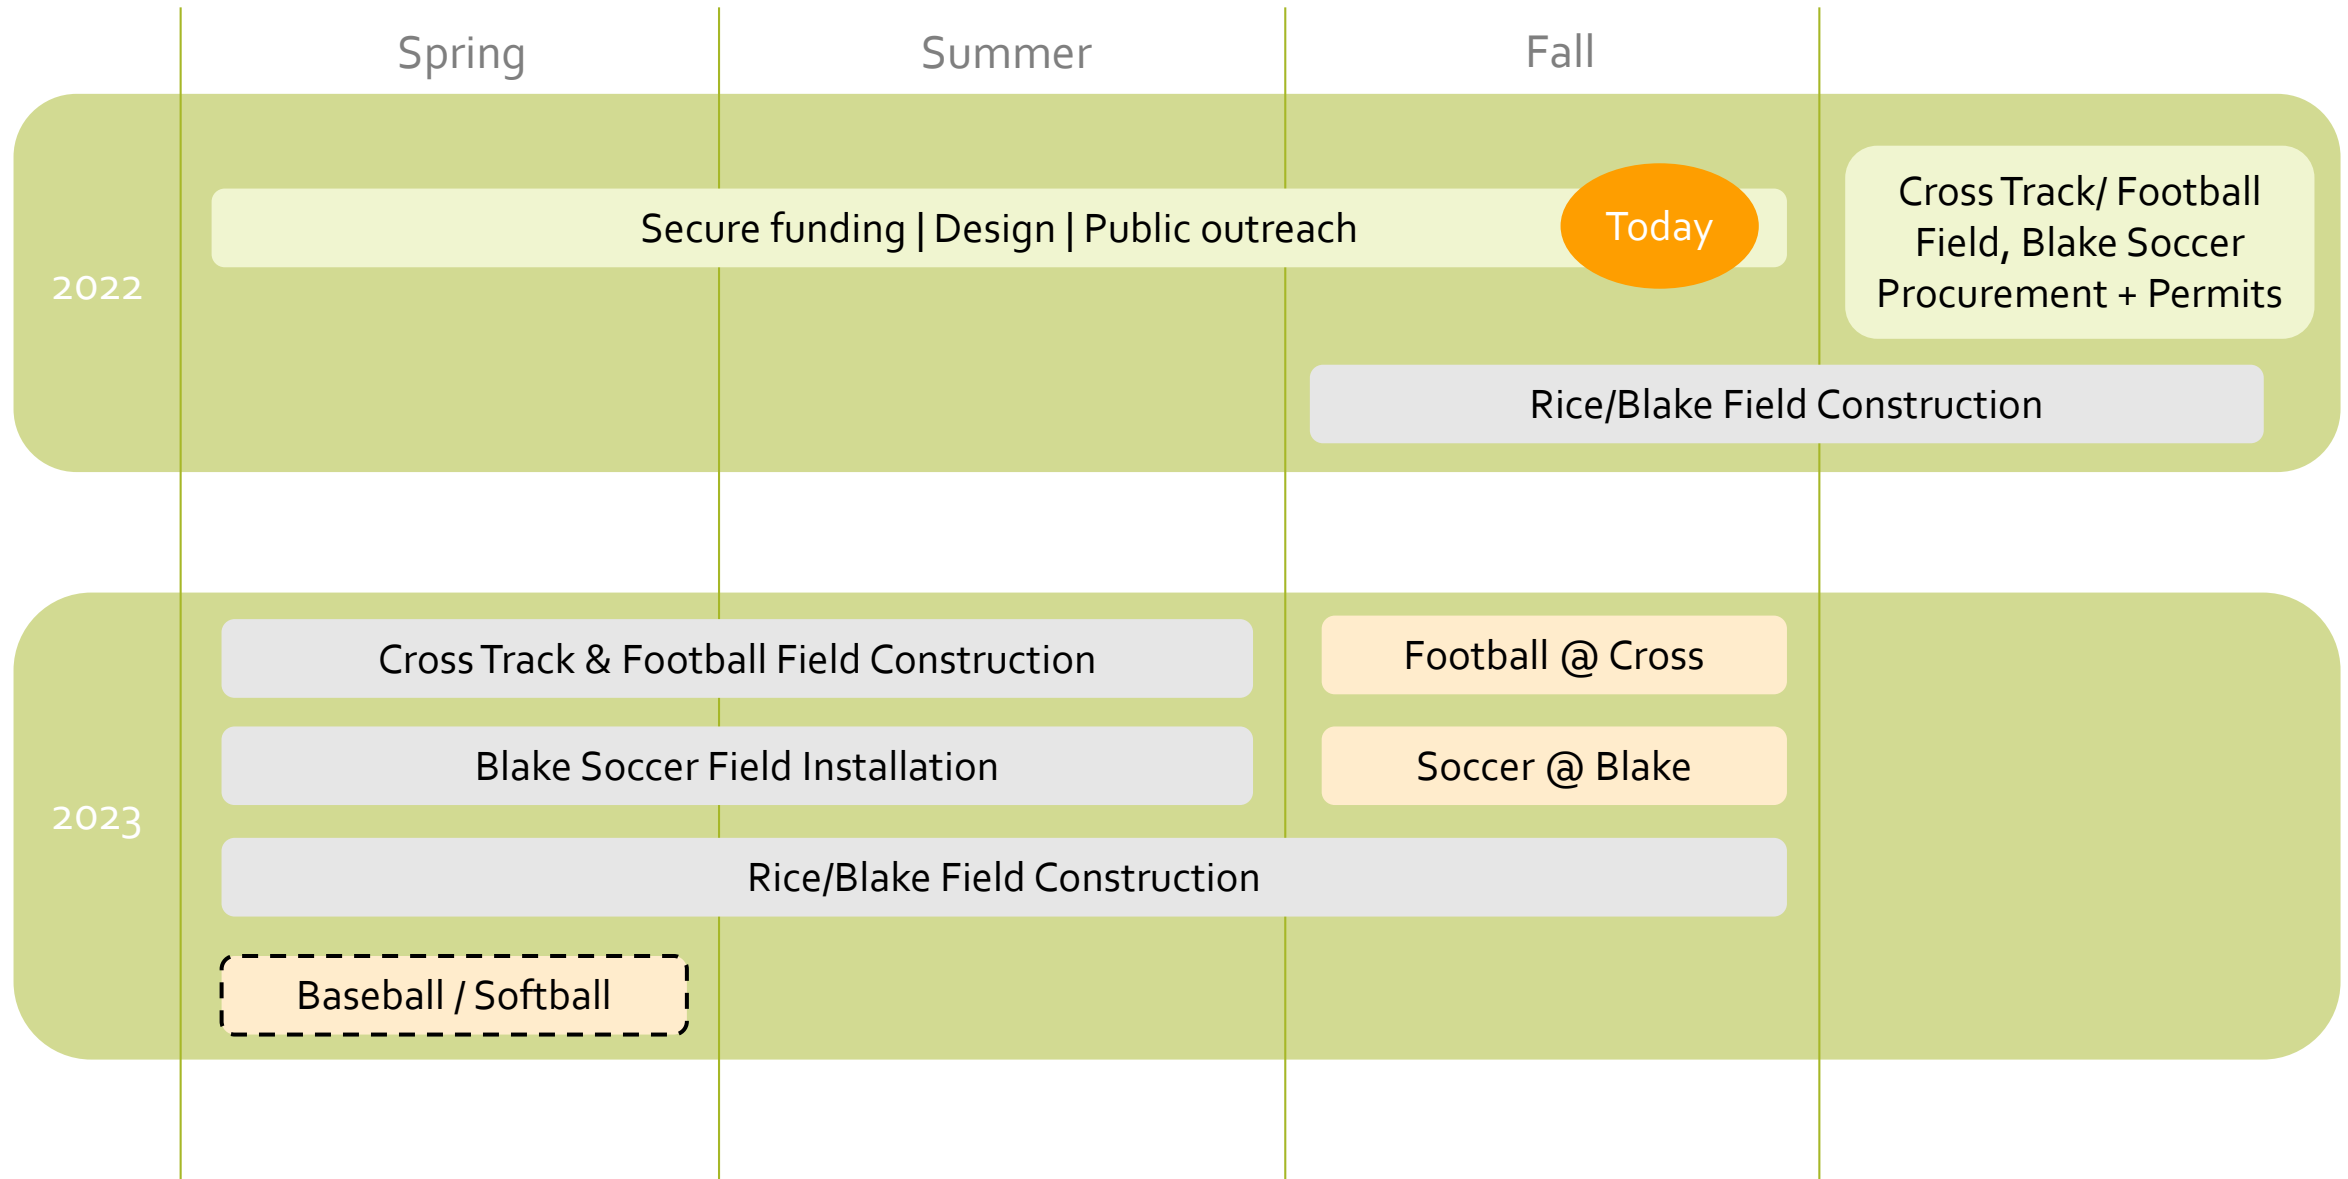 Spring
Summer
Fall
2022
Secure funding | Design | Public outreach
Today
Cross Track/ Football
Field, Blake Soccer
Procurement + Permits
Rice/Blake Field Construction
2023
Cross Track & Football Field Construction
Football @ Cross
Blake Soccer Field Installation
Soccer @ Blake
Rice/Blake Field Construction
Baseball / Softball